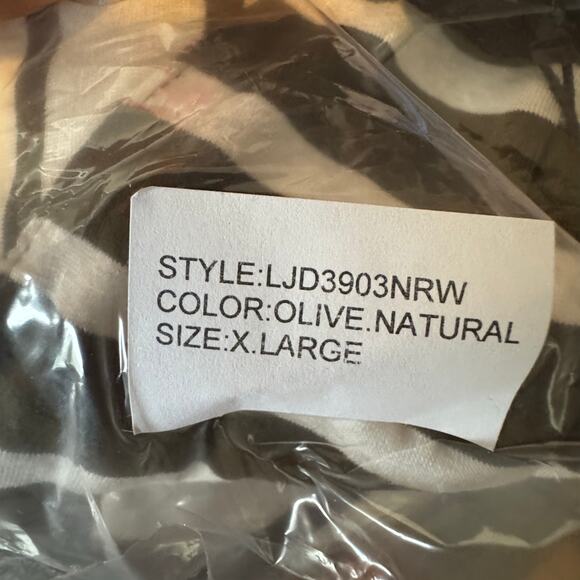 STYLE:LJD3903NRW
COLOR:OLIVE.NATURAL
SIZE:X.LARGE